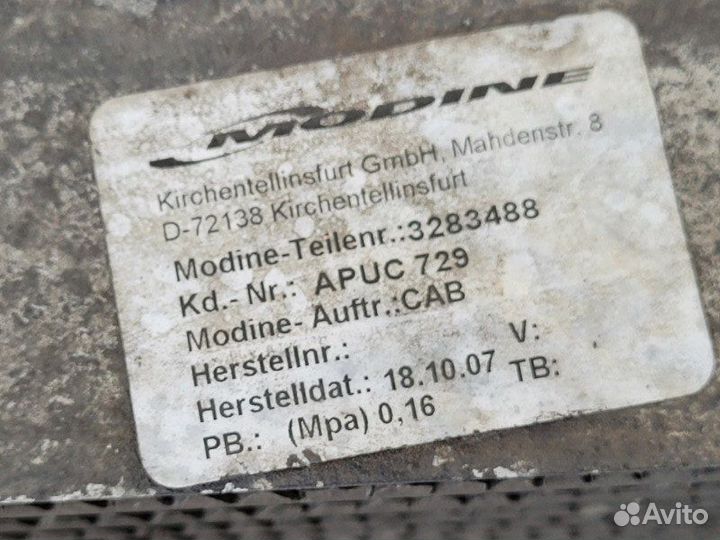 MODINE
Kirchentellinsfurt GmbH, Mahdenstr. 8
D-72138 Kirchentellinsfurt
Modine-Teilenr.:3283488
Kd.- Nr.: APUC 729
Modine- Auftr.:CAB
Herstellnr.: V:
Herstelldat.: 18.10.07 TB:
PB.: (Mpa) 0,16
Avito